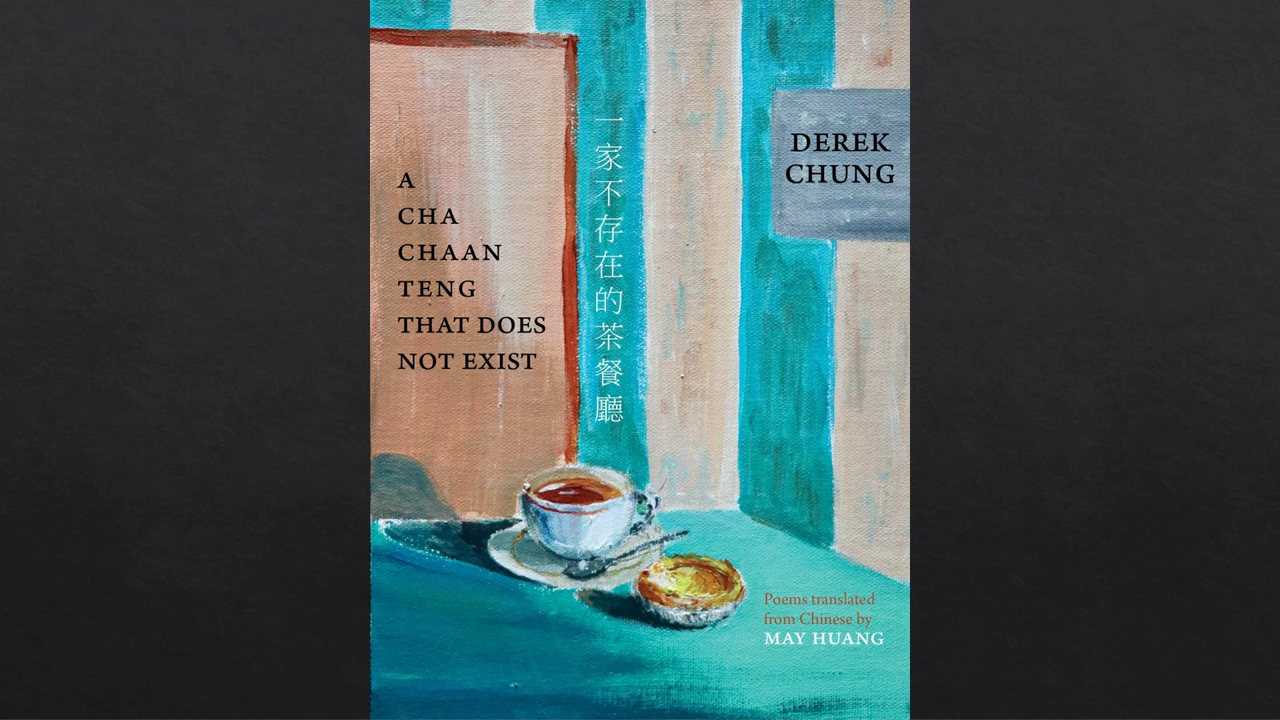 A
CHA
CHAAN
TENG
THAT DOES
NOT EXIST
一家不存在的茶餐廳
DEREK
CHUNG
Poems translated
from Chinese by
MAY HUANG